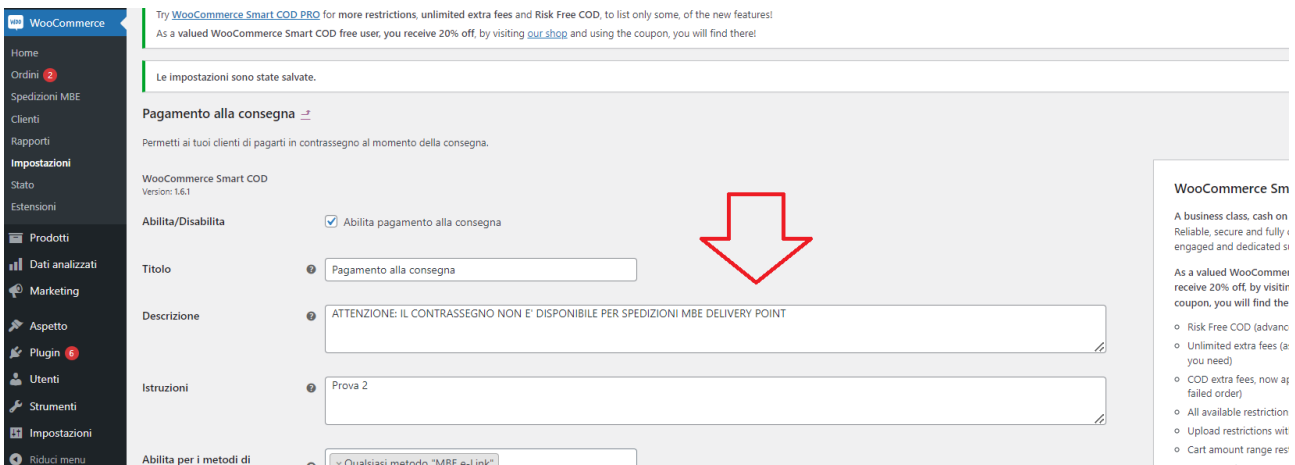 WooCommerce
Home
Ordini 2
Spedizioni MBE
Clienti
Rapporti
Impostazioni
Stato
Estensioni
Prodotti
Dati analizzati
Marketing
Aspetto
Plugin 6
Utenti
Strumenti
Impostazioni
Riduci menu
Try WooCommerce Smart COD PRO for more restrictions, unlimited extra fees and Risk Free COD, to list only some, of the new features!
As a valued WooCommerce Smart COD free user, you receive 20% off, by visiting our shop and using the coupon, you will find there!
Le impostazioni sono state salvate.
Pagamento alla consegna
Permetti ai tuoi clienti di pagarti in contrassegno al momento della consegna.
WooCommerce Smart COD
Version: 1.6.1
Abilita/Disabilita
Abilita pagamento alla consegna
Titolo
Pagamento alla consegna
Descrizione
ATTENZIONE: IL CONTRASSEGNO NON E' DISPONIBILE PER SPEDIZIONI MBE DELIVERY POINT
Istruzioni
Prova 2
Abilita per i metodi di
× Qualsiasi metodo "MBE e-Link"
WooCommerce Sm
A business class, cash on
Reliable, secure and fully
engaged and dedicated
As a valued
receive 20% off, by
coupon, you will find the
Risk Free COD
Unlimited extra fees
you need)
COD extra fees, now
failed order)
All available restriction
Upload restrictions
Cart amount range